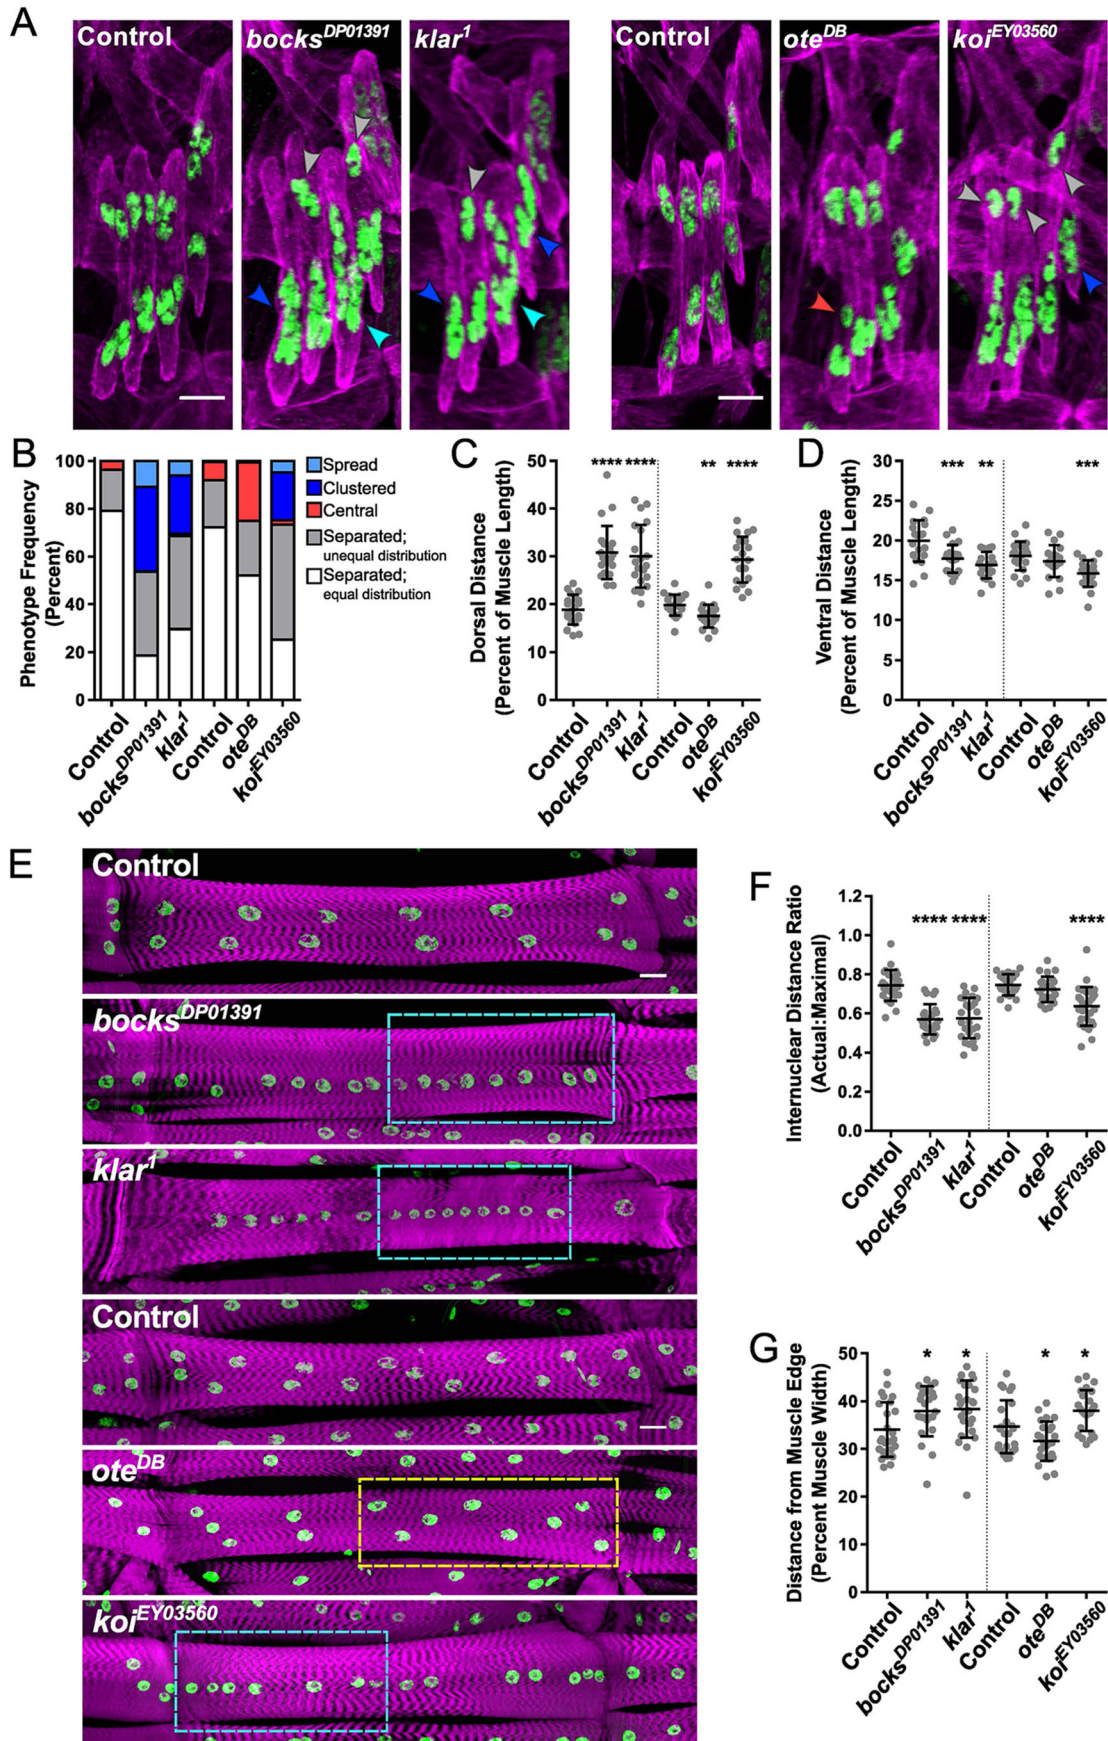 A
Control
bocksDP01391
klar1
Control
oteDB
koiEY03560
B
Phenotype Frequency
(Percent)
100
80
60
40
20
0
Spread
Clustered
Central
Separated;
unequal distribution
Separated;
equal distribution
Control
bocksDP01391
klar1
Control
oteDB
koiEY03560
C
Dorsal Distance
(Percent of Muscle Length)
50
40
30
20
10
0
**** **** ** ****
Control
bocksDP01391
klar1
Control
oteDB
koiEY03560
D
Ventral Distance
(Percent of Muscle Length)
30
25
20
15
10
5
0
*** ** ***
Control
bocksDP01391
klar1
Control
oteDB
koiEY03560
E
Control
bocksDP01391
klar1
Control
oteDB
koiEY03560
F
Internuclear Distance Ratio
(Actual:Maximal)
1.2
1.0
0.8
0.6
0.4
0.2
0.0
**** **** ****
Control
bocksDP01391
klar1
Control
oteDB
koiEY03560
G
Distance from Muscle Edge
(Percent Muscle Width)
50
40
30
20
10
0
* * * *
Control
bocksDP01391
klar1
Control
oteDB
koiEY03560